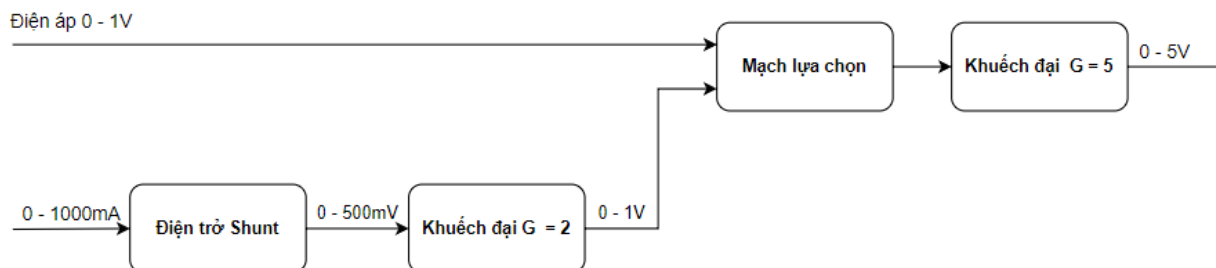 Điện áp 0 - 1V
Mạch lựa chọn
Khuếch đại G = 5
0 - 5V
0 - 1000mA
Điện trở Shunt
0 - 500mV
Khuếch đại G = 2
0 - 1V